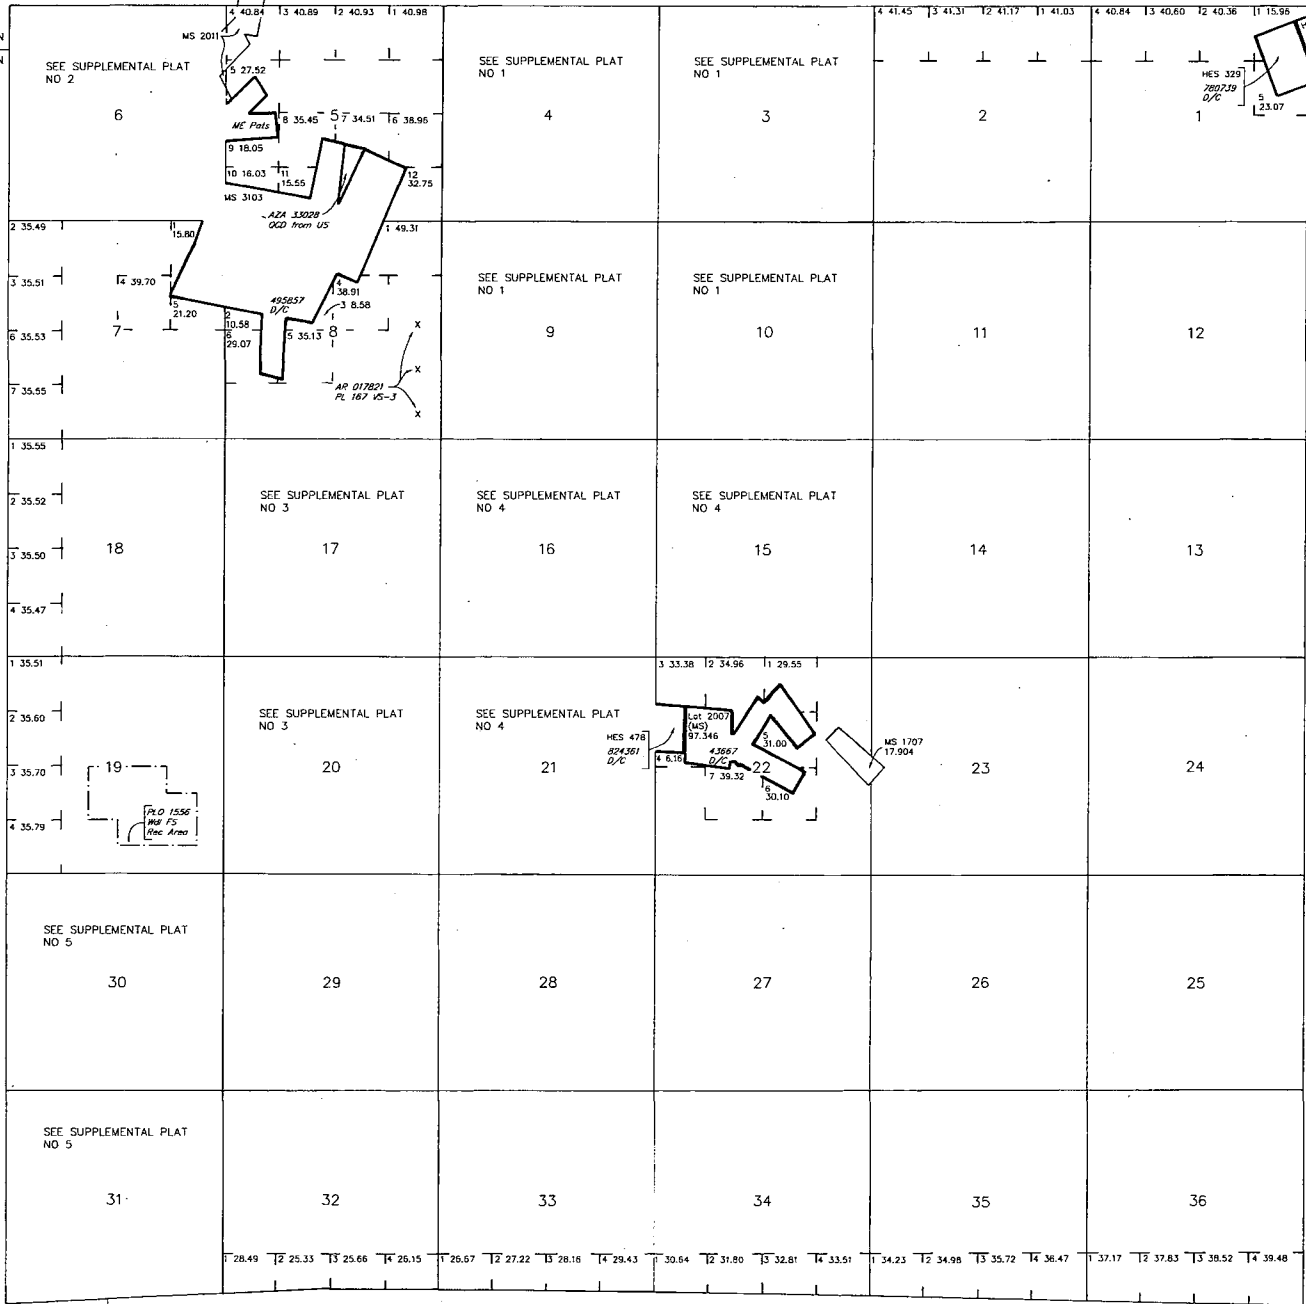 4 40.84 3 40.89 2 40.93 1 40.98
4 41.45 3 41.31 2 41.17 1 41.03
4 40.84 3 40.60 2 40.36 1 15.96
MS 2011
SEE SUPPLEMENTAL PLAT
NO 2
6
5 27.52
ME Pats
8 35.45 5 7 34.51 6 38.96
9 18.05
10 16.03 11
15.55
12
32.75
MS 3103
AZA 33028
QCD from US
SEE SUPPLEMENTAL PLAT
NO 1
4
SEE SUPPLEMENTAL PLAT
NO 1
3
2
HES 329
780739
D/C
5
23.07
1
2 35.49
1
15.80
1 49.31
3 35.51
4 39.70
4
38.91
495857
D/C
3 8.58
5
21.20
2
10.58
6 35.53
7
6
29.07
5 35.13
8
7 35.55
AR 017821
PL 167 VS-3
x
x
x
SEE SUPPLEMENTAL PLAT
NO 1
9
SEE SUPPLEMENTAL PLAT
NO 1
10
11
12
1 35.55
2 35.52
3 35.50
4 35.47
18
SEE SUPPLEMENTAL PLAT
NO 3
17
SEE SUPPLEMENTAL PLAT
NO 4
16
SEE SUPPLEMENTAL PLAT
NO 4
15
14
13
1 35.51
2 35.60
3 35.70
4 35.79
19
PLO 1556
Wdl FS
Rec Area
SEE SUPPLEMENTAL PLAT
NO 3
20
SEE SUPPLEMENTAL PLAT
NO 4
21
3 33.38 2 34.96 1 29.55
HES 478
824361
D/C
Lot 2007
(MS)
97.346
43667
D/C
5
31.00
4 6.16
7 39.32
22
6
30.10
MS 1707
17.904
23
24
SEE SUPPLEMENTAL PLAT
NO 5
30
29
28
27
26
25
SEE SUPPLEMENTAL PLAT
NO 5
31
32
33
34
35
36
1 28.49 2 25.33 3 25.66 4 26.15
1 26.67 2 27.22 3 28.16 4 29.43
1 30.64 2 31.80 3 32.81 4 33.51
1 34.23 2 34.98 3 35.72 4 36.47
1 37.17 2 37.83 3 38.52 4 39.48